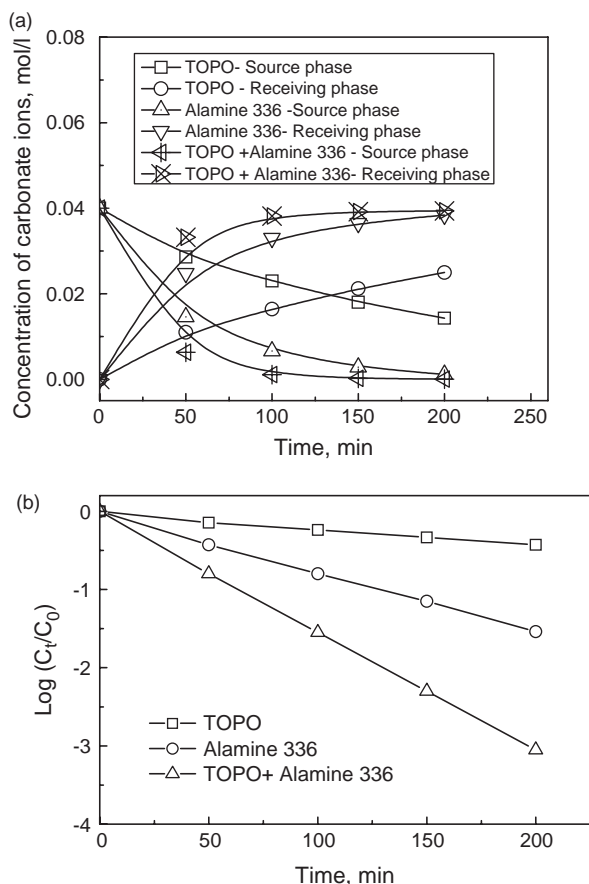 (a)
Concentration of carbonate ions, mol/l
0.08
0.06
0.04
0.02
0.00
TOPO- Source phase
TOPO - Receiving phase
Alamine 336 -Source phase
Alamine 336- Receiving phase
TOPO +Alamine 336 - Source phase
TOPO + Alamine 336- Receiving phase
0 50 100 150 200 250
Time, min
(b)
Log (Ct/C0)
0
-1
-2
-3
-4
TOPO
Alamine 336
TOPO+ Alamine 336
0 50 100 150 200
Time, min